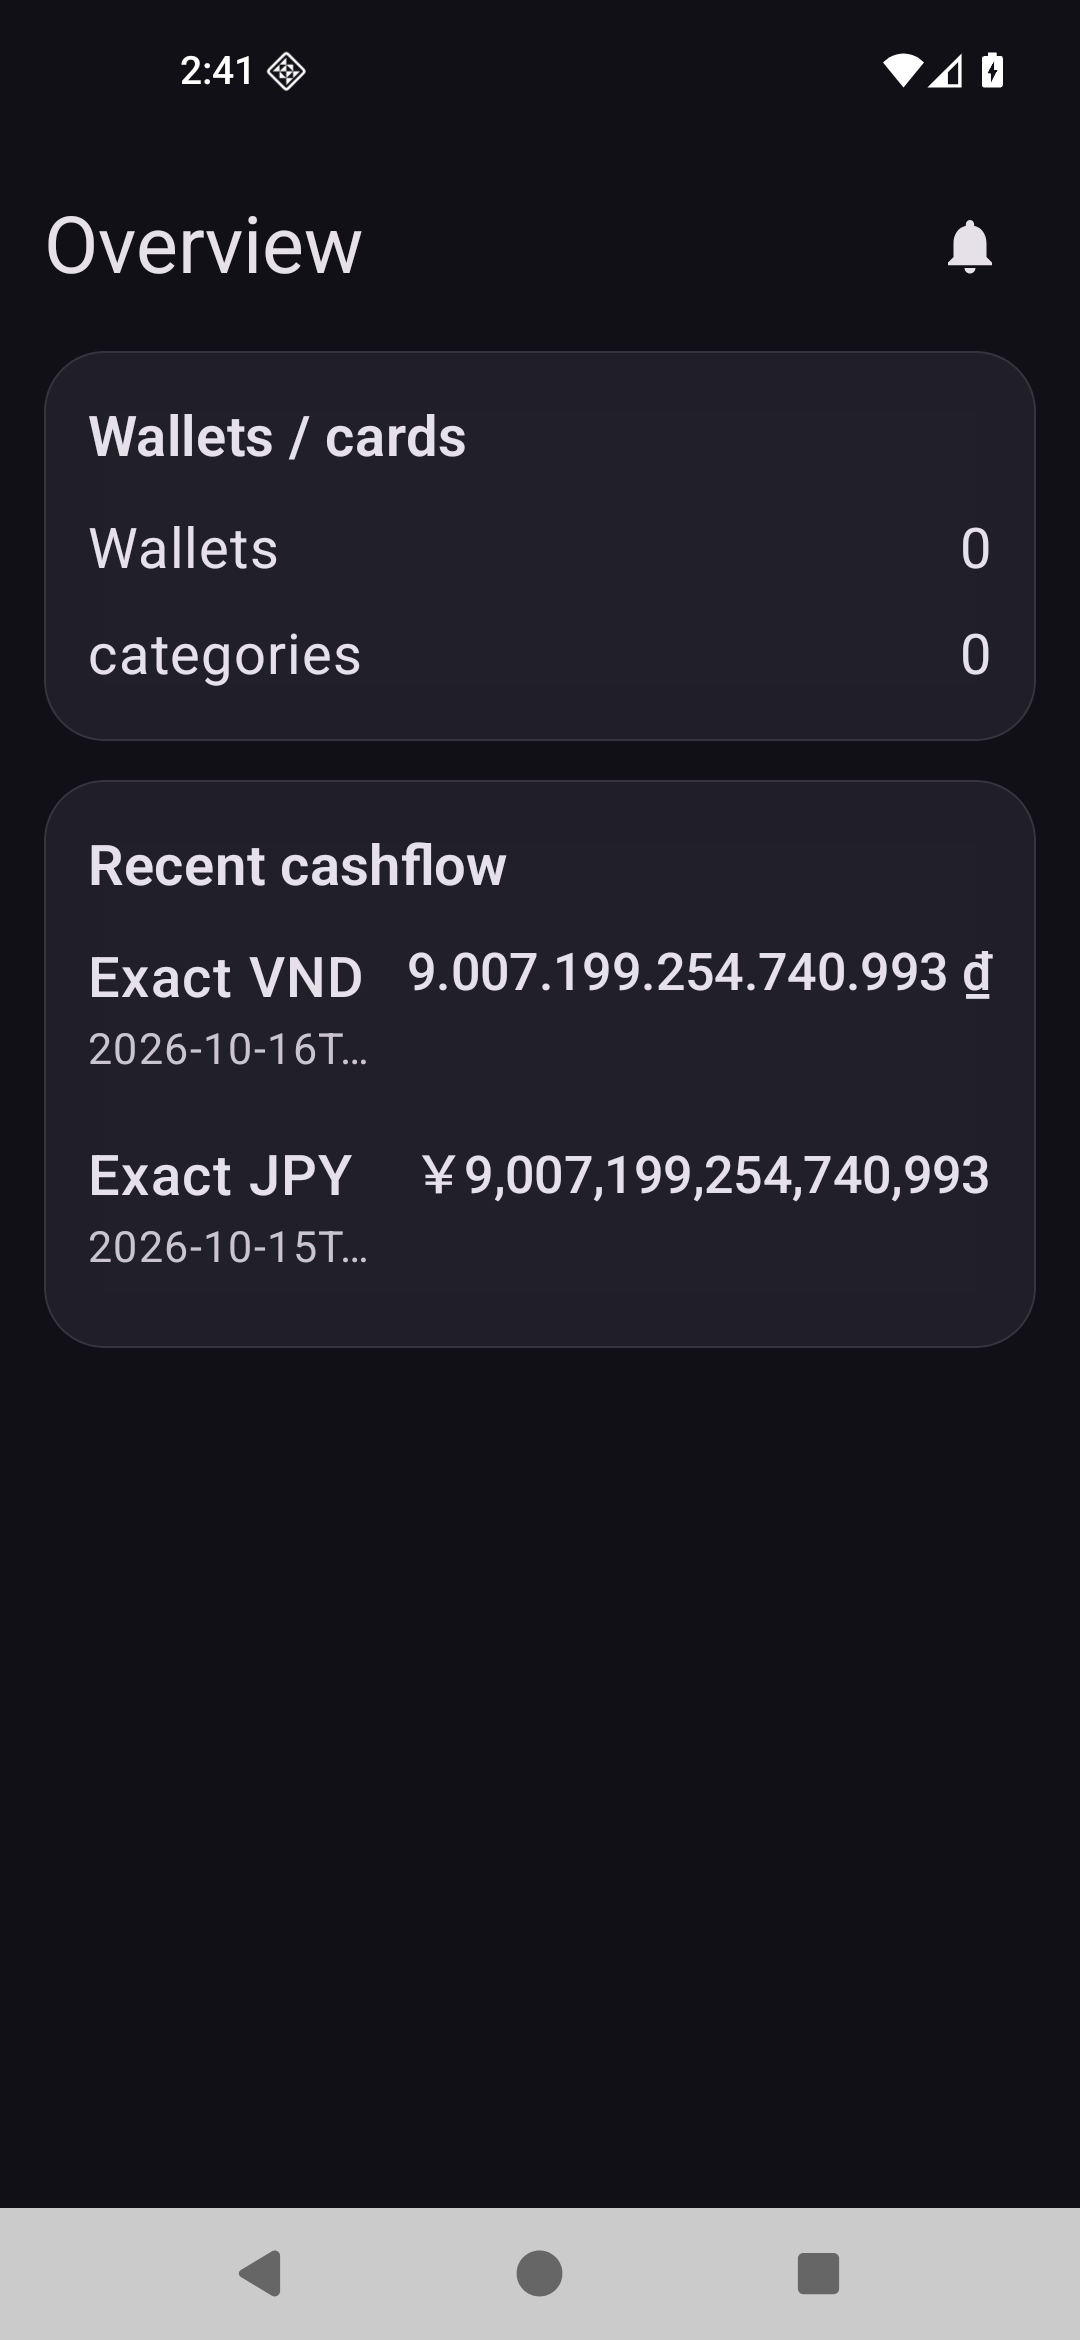 2:41
Overview
Wallets / cards
Wallets 0
categories 0
Recent cashflow
Exact VND 9.007.199.254.740.993 ₫
2026-10-16T…
Exact JPY ￥9,007,199,254,740,993
2026-10-15T…